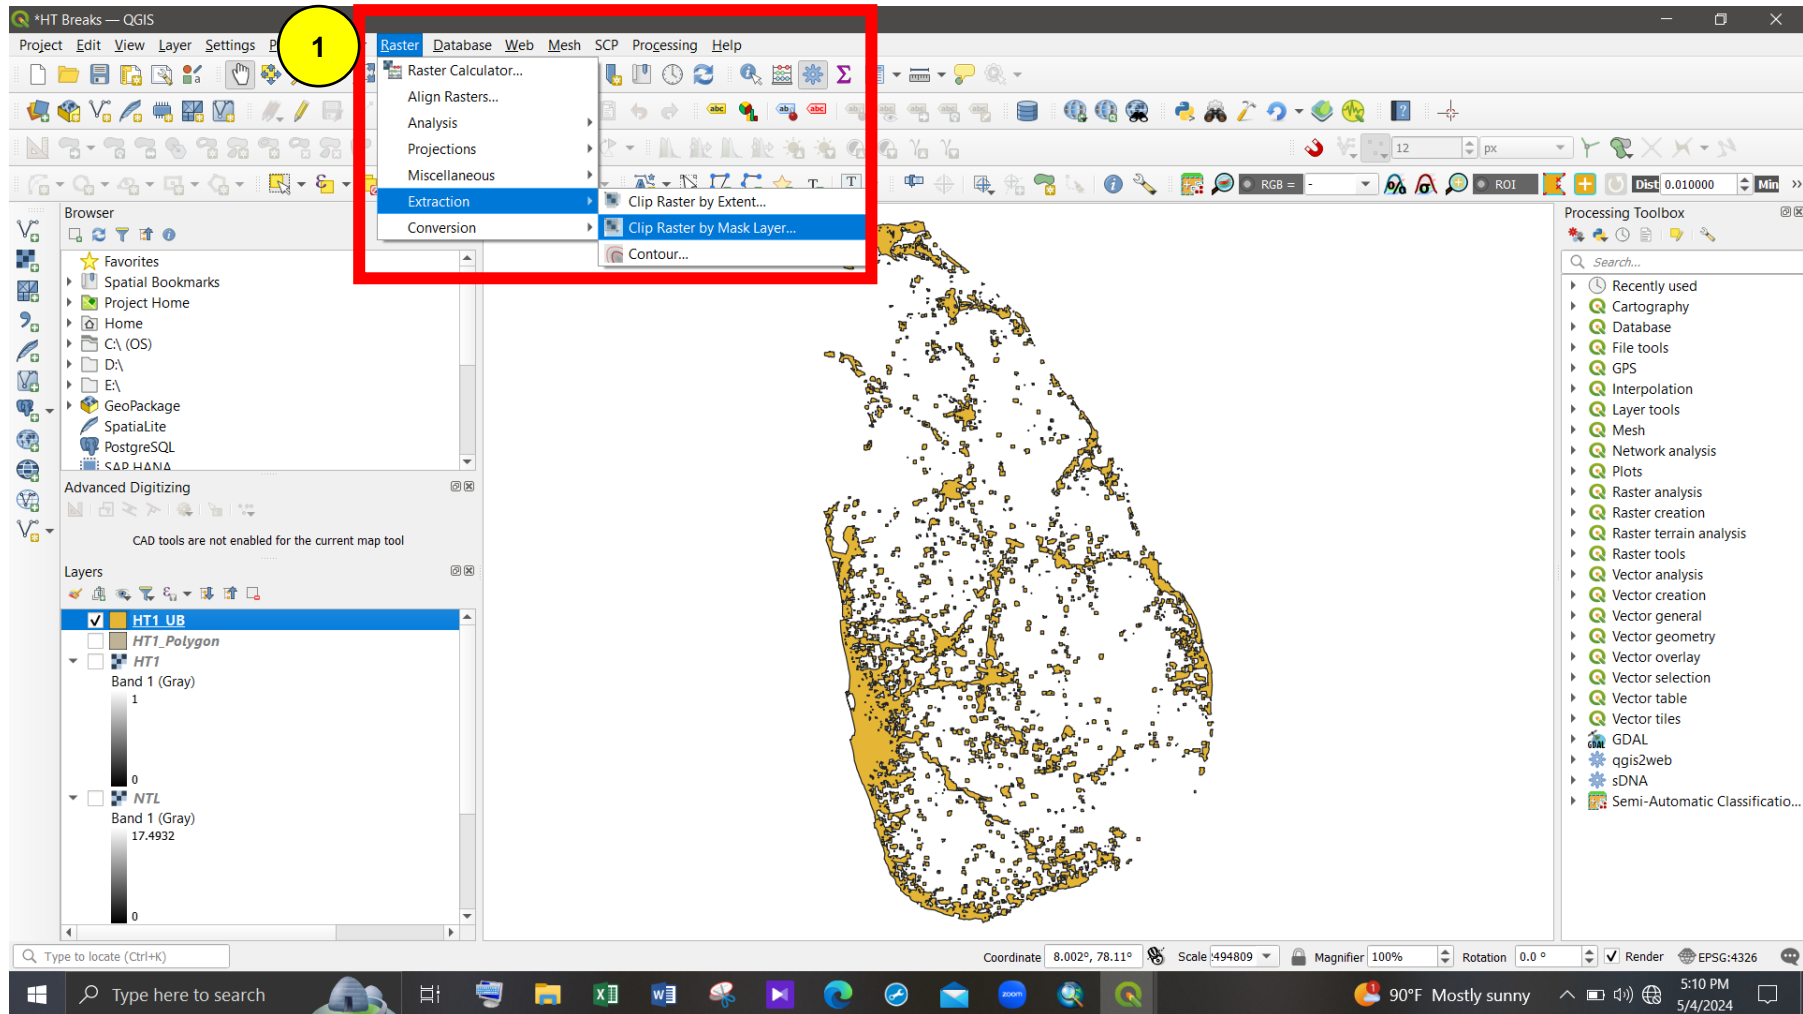 *HT Breaks — QGIS
Project Edit View Layer Settings P
1
Raster Database Web Mesh SCP Processing Help
Raster Calculator...
Align Rasters...
Analysis
Projections
Miscellaneous
Extraction
Conversion
Clip Raster by Extent...
Clip Raster by Mask Layer...
Contour...
12
px
RGB =
-
ROI
Dist 0.010000
Min
Browser
Favorites
Spatial Bookmarks
Project Home
Home
C:\ (OS)
D:\
E:\
GeoPackage
SpatiaLite
PostgreSQL
SAP HANA
Advanced Digitizing
CAD tools are not enabled for the current map tool
Layers
HT1_UB
HT1_Polygon
HT1
Band 1 (Gray)
1
0
NTL
Band 1 (Gray)
17.4932
0
Processing Toolbox
Search...
Recently used
Cartography
Database
File tools
GPS
Interpolation
Layer tools
Mesh
Network analysis
Plots
Raster analysis
Raster creation
Raster terrain analysis
Raster tools
Vector analysis
Vector creation
Vector general
Vector geometry
Vector overlay
Vector selection
Vector table
Vector tiles
GDAL
qgis2web
sDNA
Semi-Automatic Classificatio...
Type to locate (Ctrl+K)
Coordinate 8.002°, 78.11°
Scale :494809
Magnifier 100%
Rotation 0.0 °
Render
EPSG:4326
Type here to search
zoom
90°F Mostly sunny
5:10 PM
5/4/2024